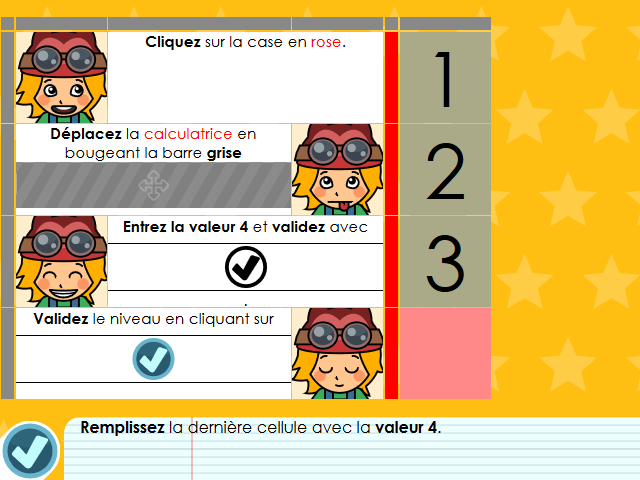 Cliquez sur la case en rose.
1
Déplacez la calculatrice en
bougeant la barre grise
2
Entrez la valeur 4 et validez avec
.
3
Validez le niveau en cliquant sur
Remplissez la dernière cellule avec la valeur 4.